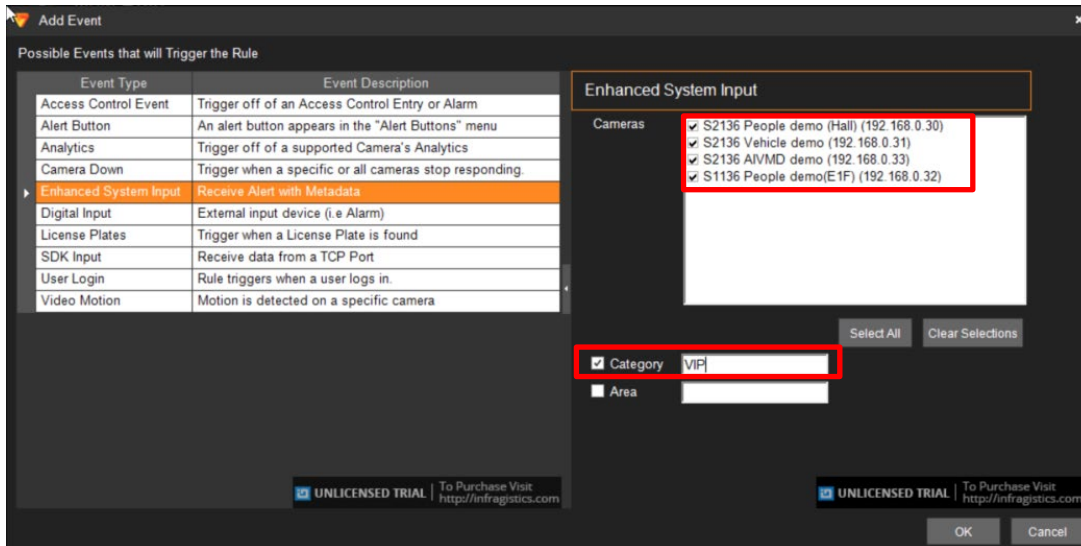 Add Event
Possible Events that will Trigger the Rule
Event Type Event Description
Access Control Event Trigger off of an Access Control Entry or Alarm
Alert Button An alert button appears in the "Alert Buttons" menu
Analytics Trigger off of a supported Camera's Analytics
Camera Down Trigger when a specific or all cameras stop responding.
Enhanced System Input Receive Alert with Metadata
Digital Input External input device (i.e Alarm)
License Plates Trigger when a License Plate is found
SDK Input Receive data from a TCP Port
User Login Rule triggers when a user logs in.
Video Motion Motion is detected on a specific camera
Enhanced System Input
Cameras
S2136 People demo (Hall) (192.168.0.30)
S2136 Vehicle demo (192.168.0.31)
S2136 AIVMD demo (192.168.0.33)
S1136 People demo(E1F) (192.168.0.32)
Select All Clear Selections
Category VIP
Area
UNLICENSED TRIAL To Purchase Visit
http://infragistics.com
UNLICENSED TRIAL To Purchase Visit
http://infragistics.com
OK Cancel